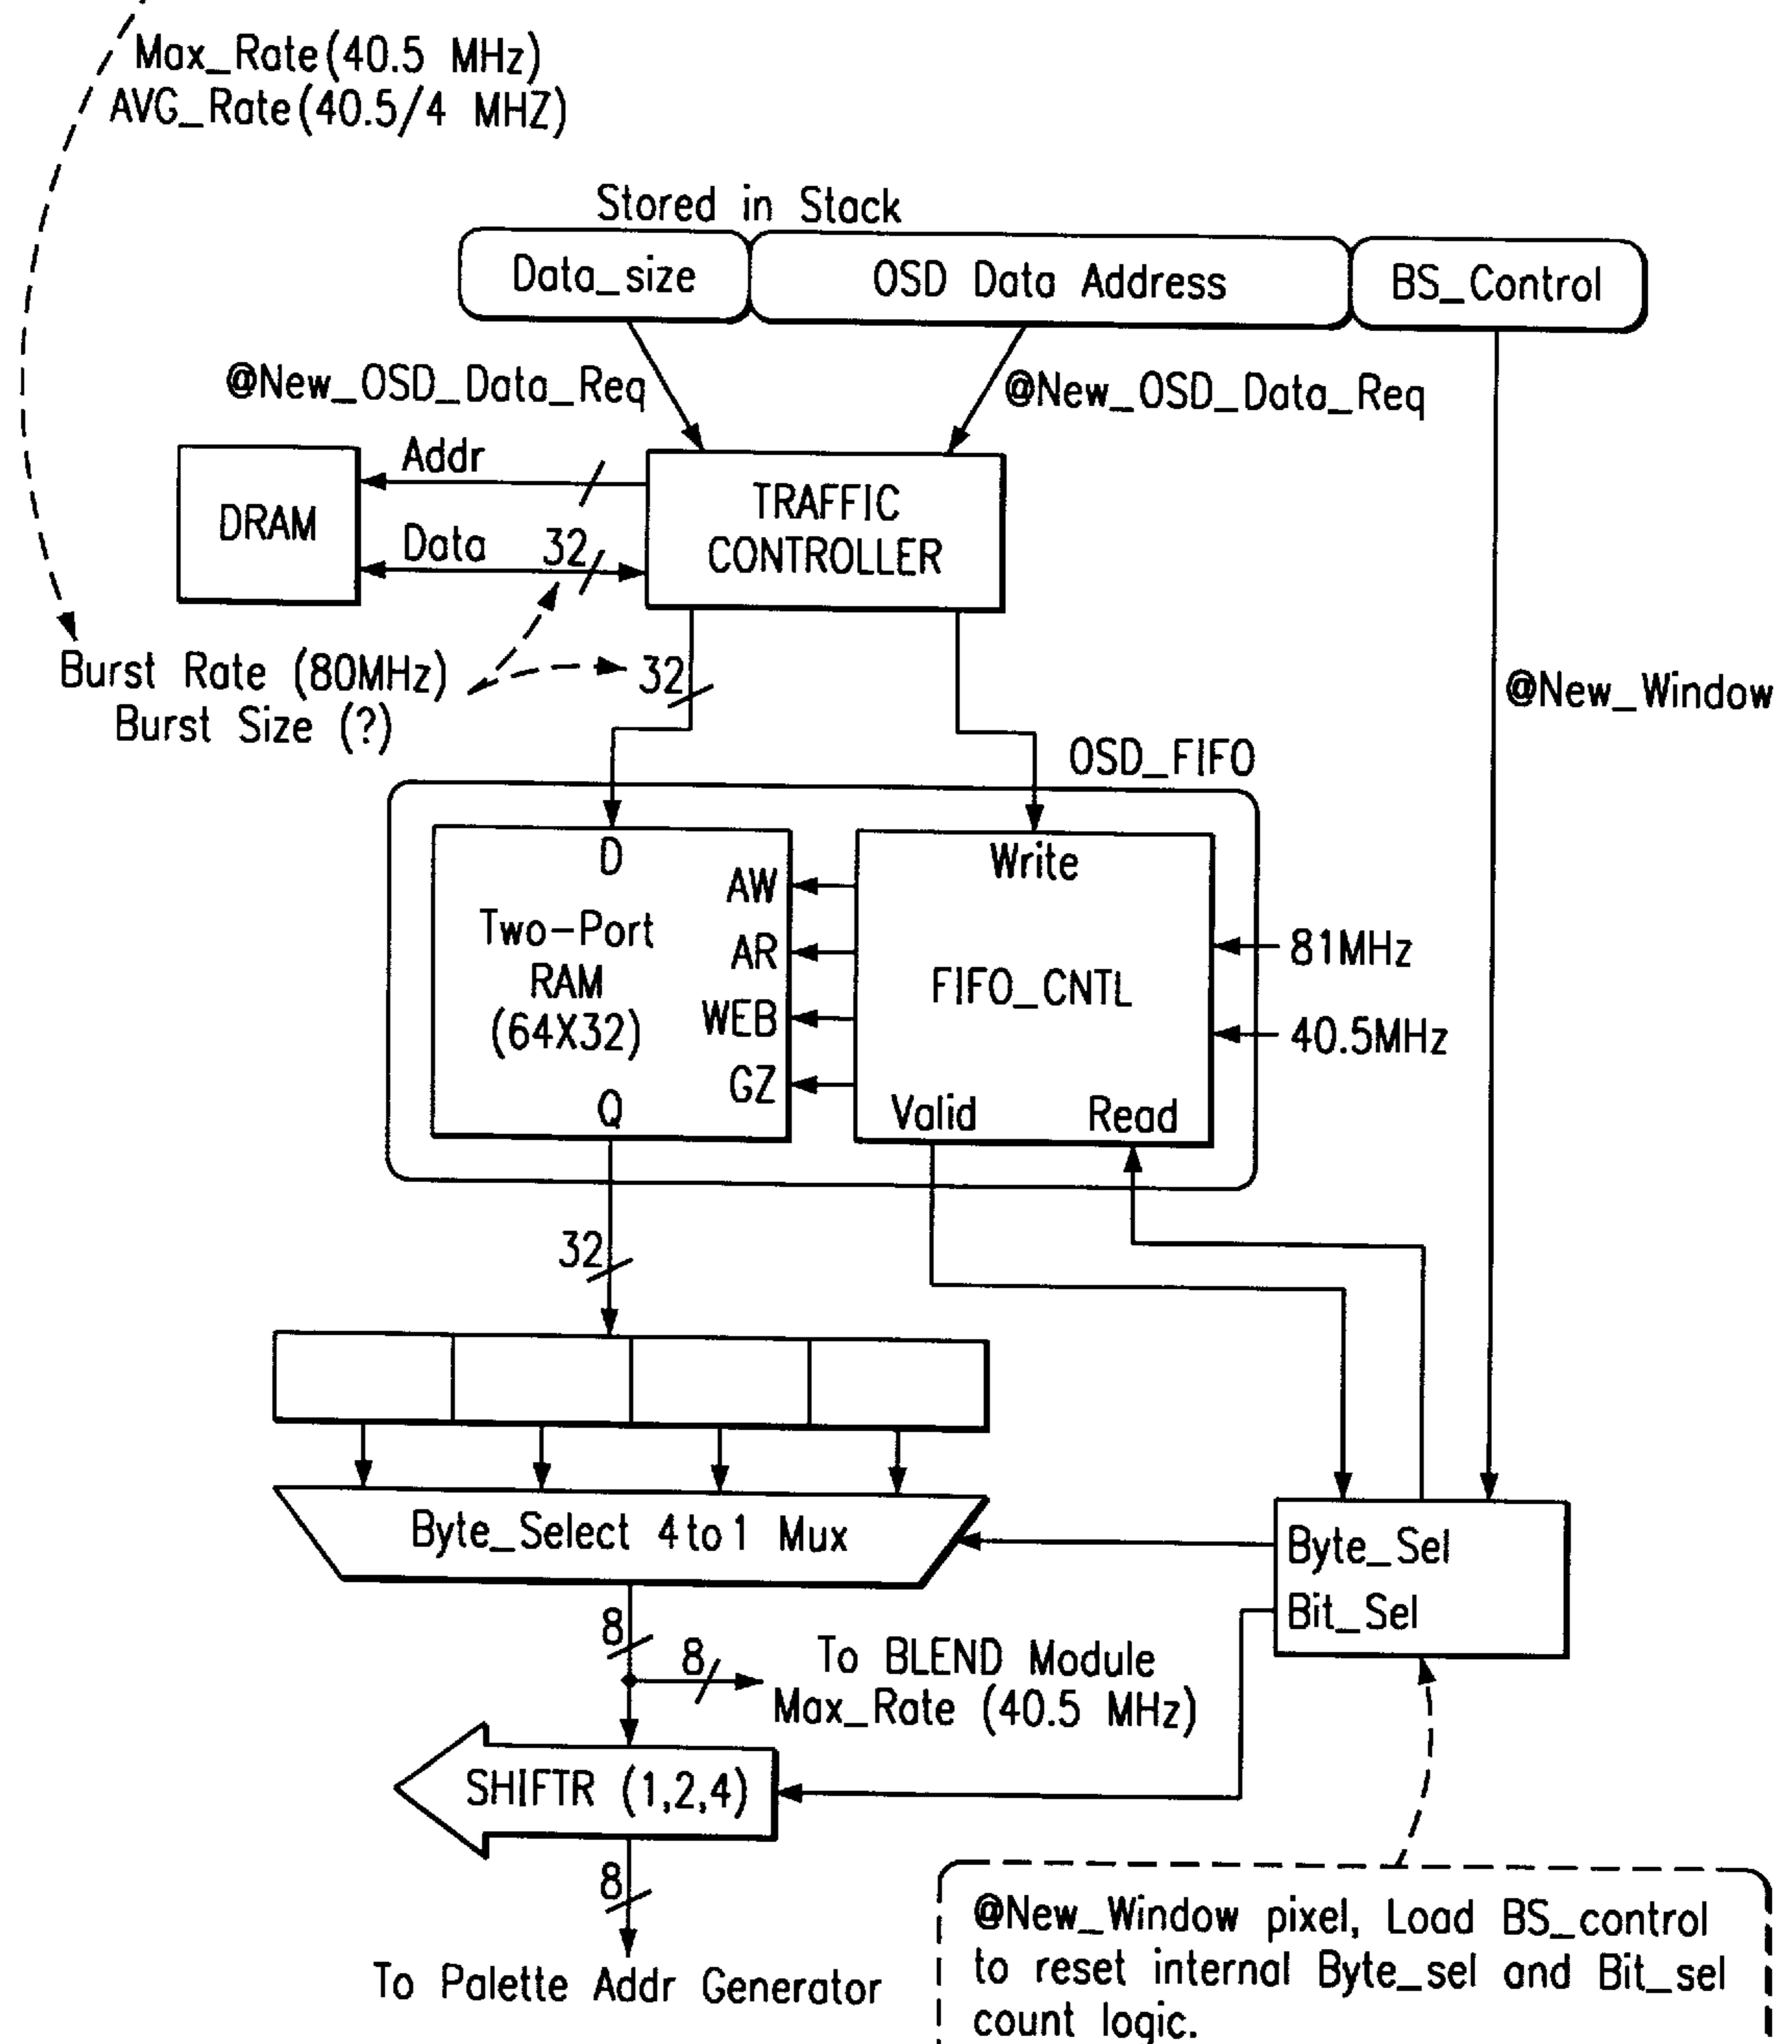 Max_Rate(40.5 MHz)
AVG_Rate(40.5/4 MHZ)
Stored in Stack
Data_size
OSD Data Address
BS_Control
@New_OSD_Data_Req
@New_OSD_Data_Req
Addr
DRAM
TRAFFIC
CONTROLLER
Data
32
Burst Rate (80MHz)
Burst Size (?)
32
@New_Window
OSD_FIFO
D
Two-Port
RAM
(64X32)
Q
AW
AR
WEB
GZ
Write
FIFO_CNTL
Valid
Read
81MHz
40.5MHz
32
Byte_Select 4 to 1 Mux
Byte_Sel
Bit_Sel
8
8
To BLEND Module
Max_Rate (40.5 MHz)
SHIFTR (1,2,4)
8
To Palette Addr Generator
@New_Window pixel, Load BS_control
to reset internal Byte_sel and Bit_sel
count logic.